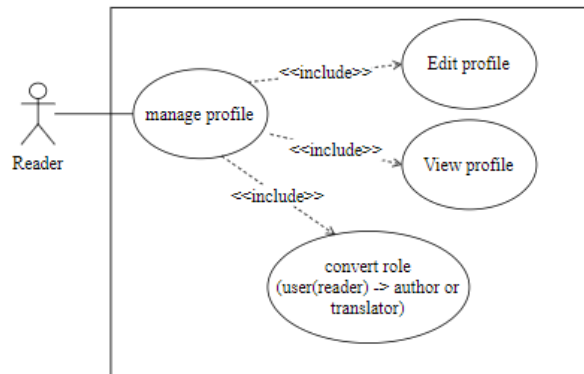 Edit profile
<<include>>
manage profile
Reader
<<include>>
View profile
<<include>>
convert role
(user(reader) -> author or
translator)